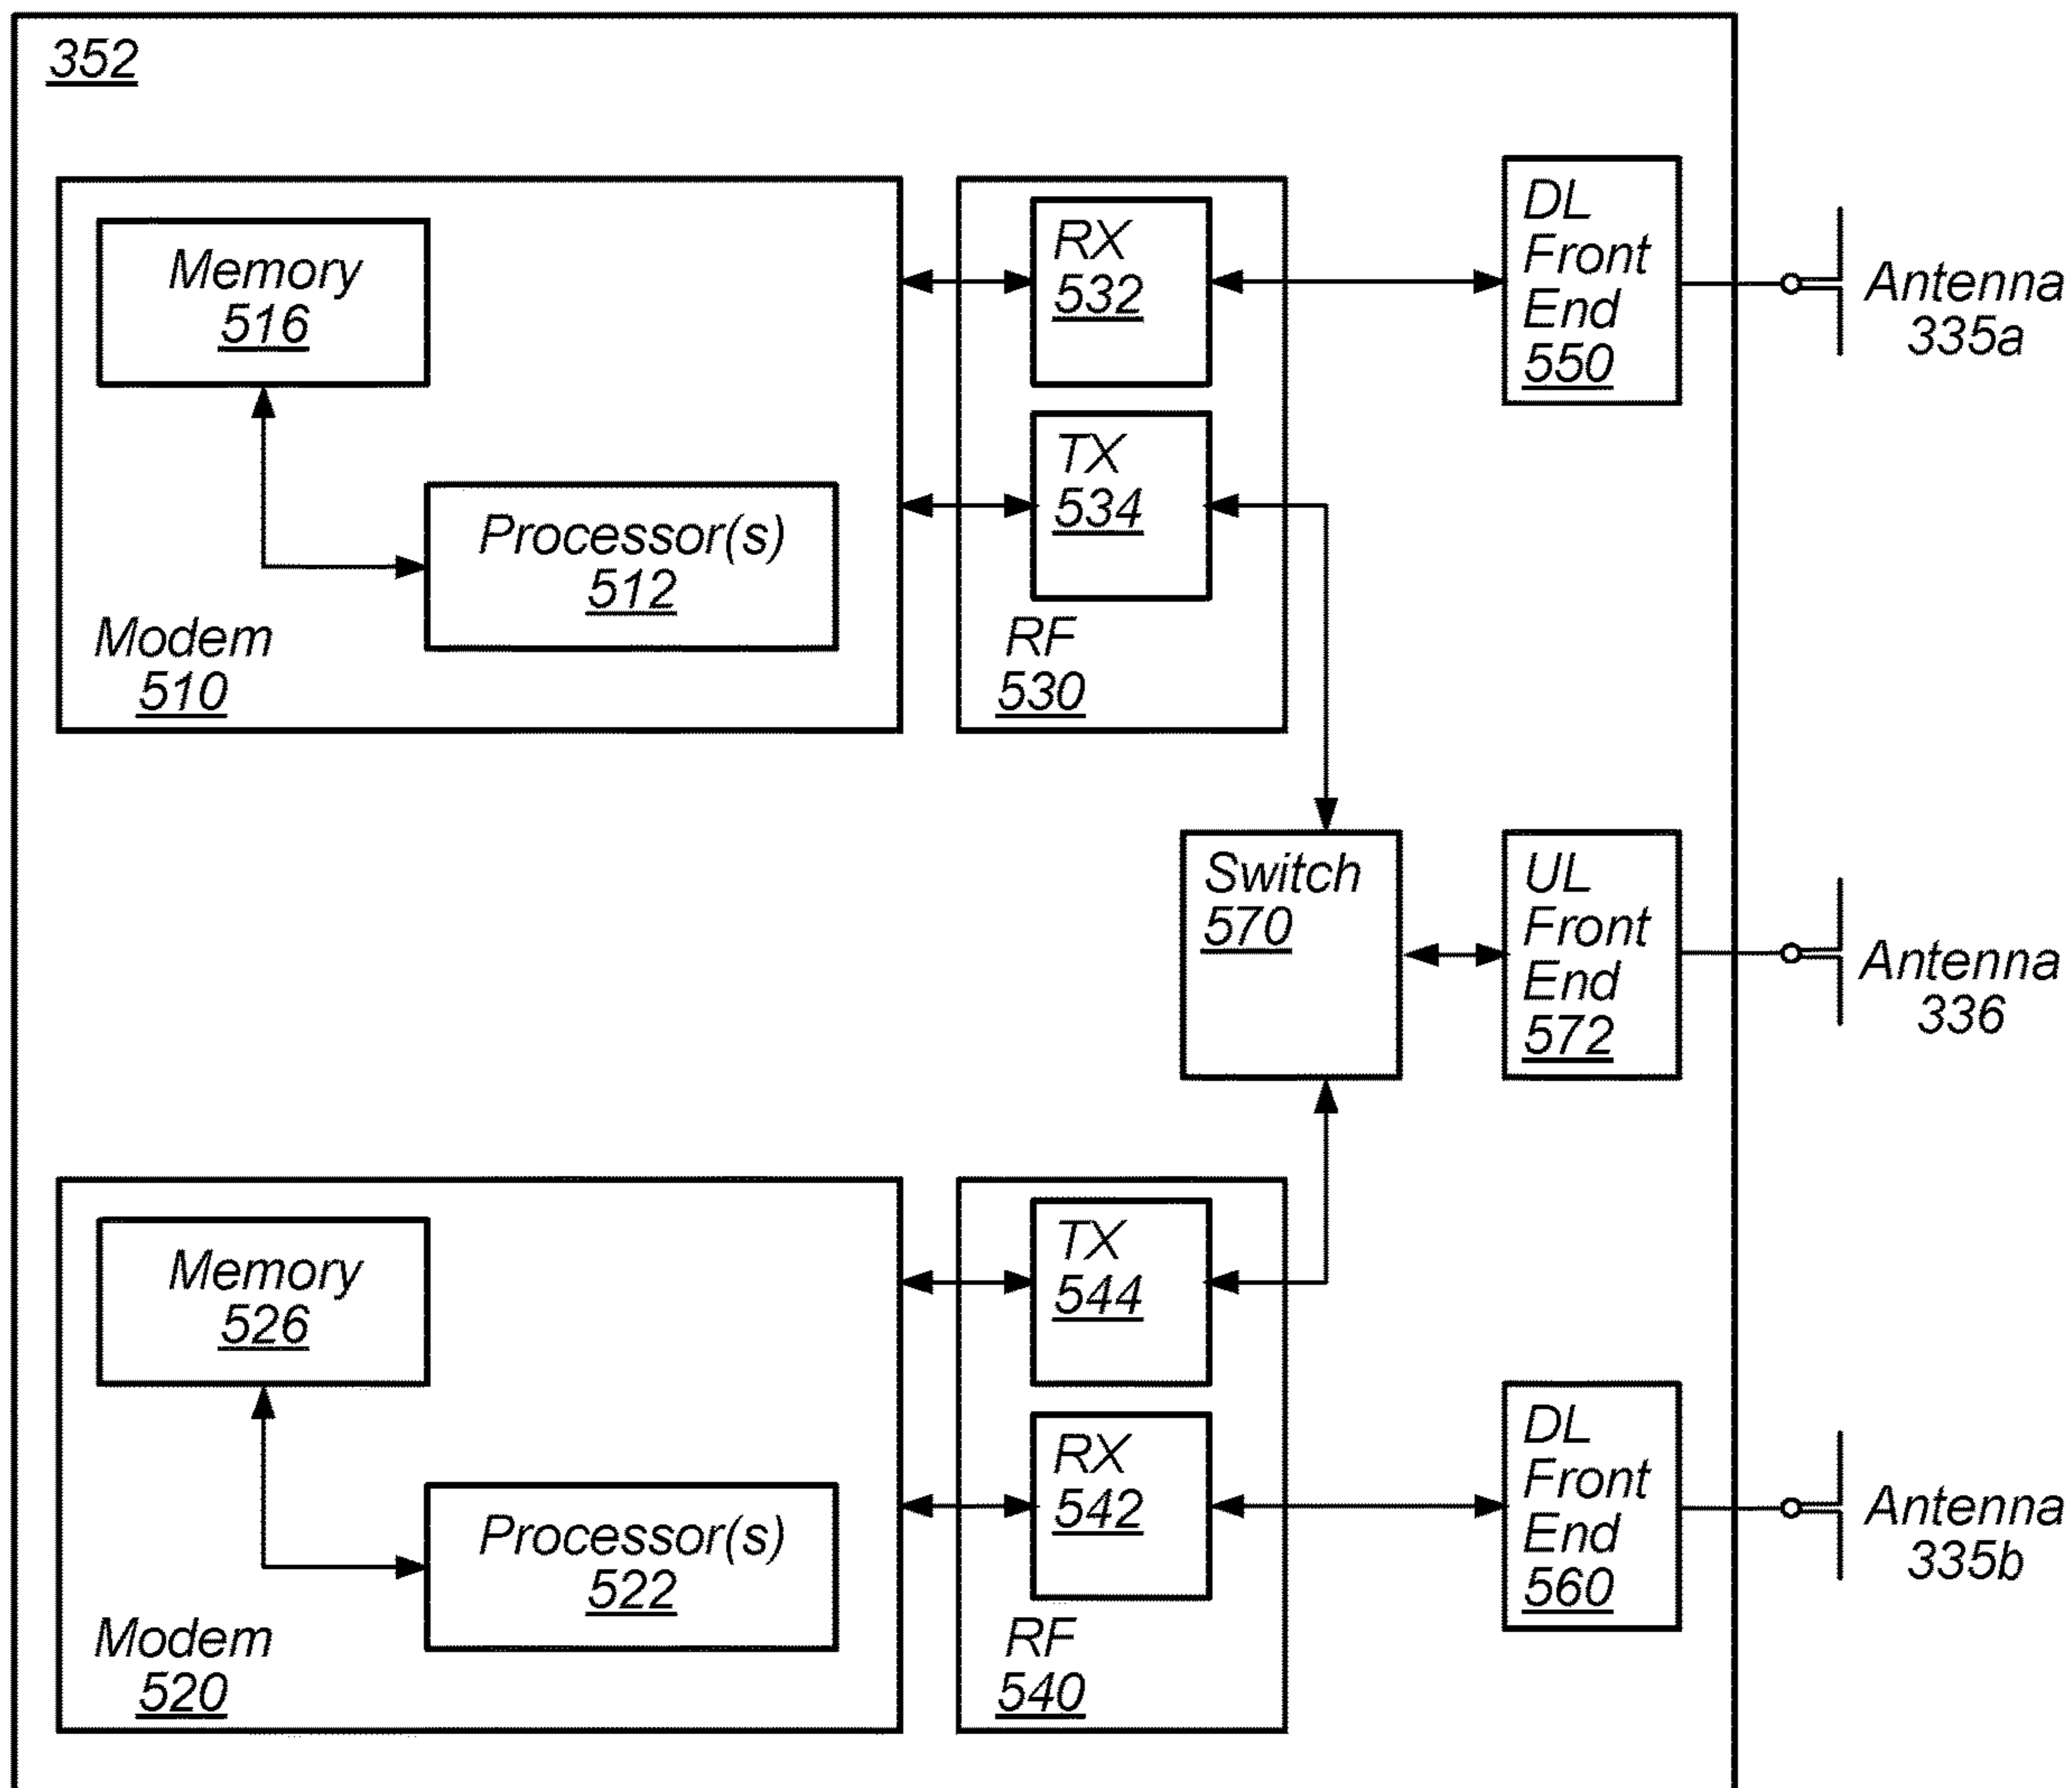 352
Memory
516
Processor(s)
512
Modem
510
RX
532
TX
534
RF
530
DL
Front
End
550
Antenna
335a
Switch
570
UL
Front
End
572
Antenna
336
Memory
526
Processor(s)
522
Modem
520
TX
544
RX
542
RF
540
DL
Front
End
560
Antenna
335b